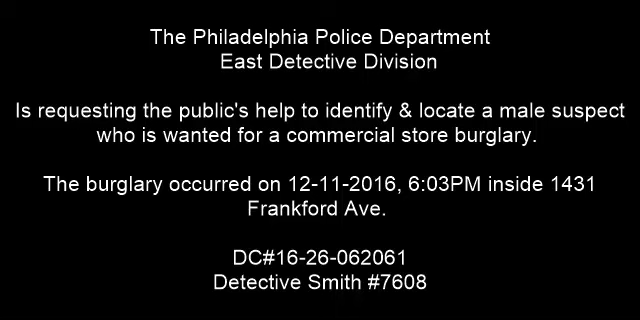 The Philadelphia Police Department
East Detective Division
Is requesting the public's help to identify & locate a male suspect
who is wanted for a commercial store burglary.
The burglary occurred on 12-11-2016, 6:03PM inside 1431
Frankford Ave.
DC#16-26-062061
Detective Smith #7608